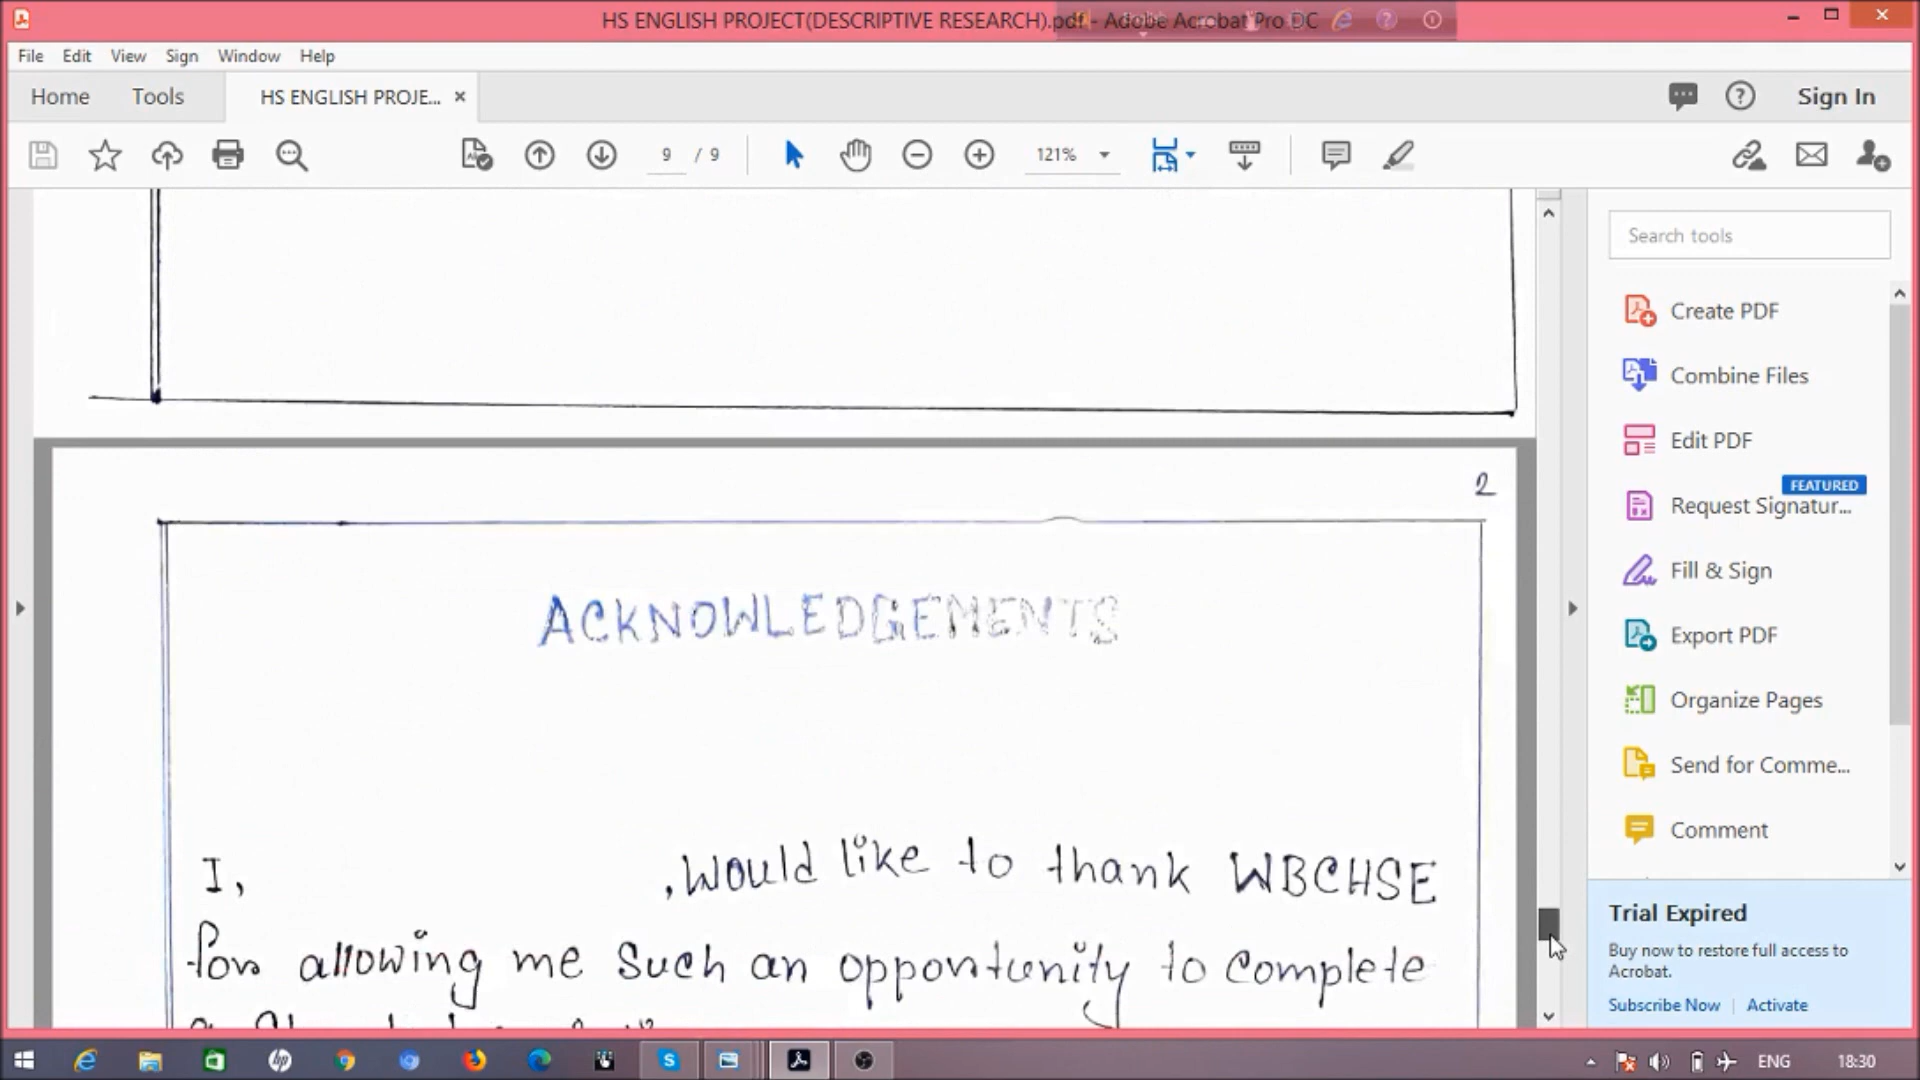 HS ENGLISH PROJECT(DESCRIPTIVE RESEARCH).pdf - Adobe Acrobat Pro DC
File Edit View Window Sign Help
Home Tools HS ENGLISH PROJE... × Sign In
9 / 9 121%
Search tools
Create PDF
Combine Files
Edit PDF
FEATURED
Request Signatur...
Fill & Sign
Export PDF
Organize Pages
Send for Comme...
Comment
2
ACKNOWLEDGEMENTS
I, , Would like to thank WBCHSE
for allowing me such an opportunity to complete
Trial Expired
Buy now to restore full access to
Acrobat.
Subscribe Now Activate
ENG 18:30